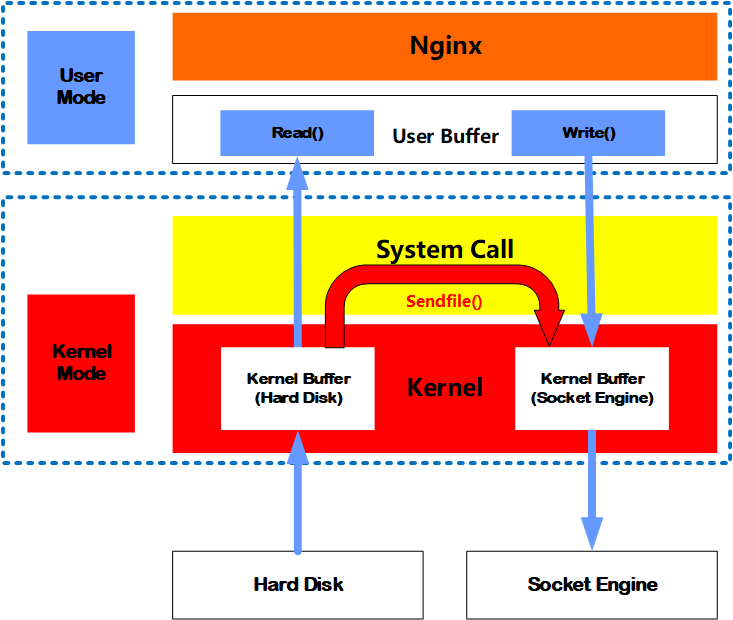 Nginx
User
Mode
Read()
User Buffer
Write()
System Call
Sendfile()
Kernel
Mode
Kernel Buffer
(Hard Disk)
Kernel
Kernel Buffer
(Socket Engine)
Hard Disk
Socket Engine